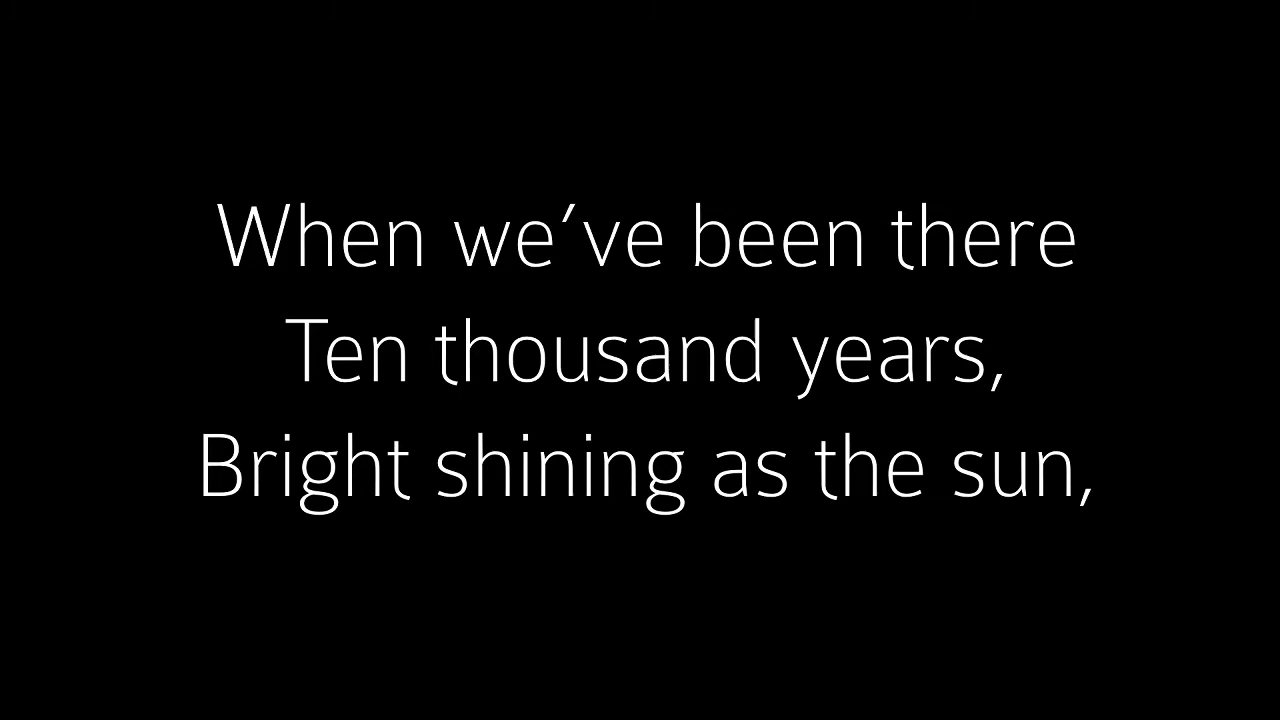 When we've been there
Ten thousand years,
Bright shining as the sun,